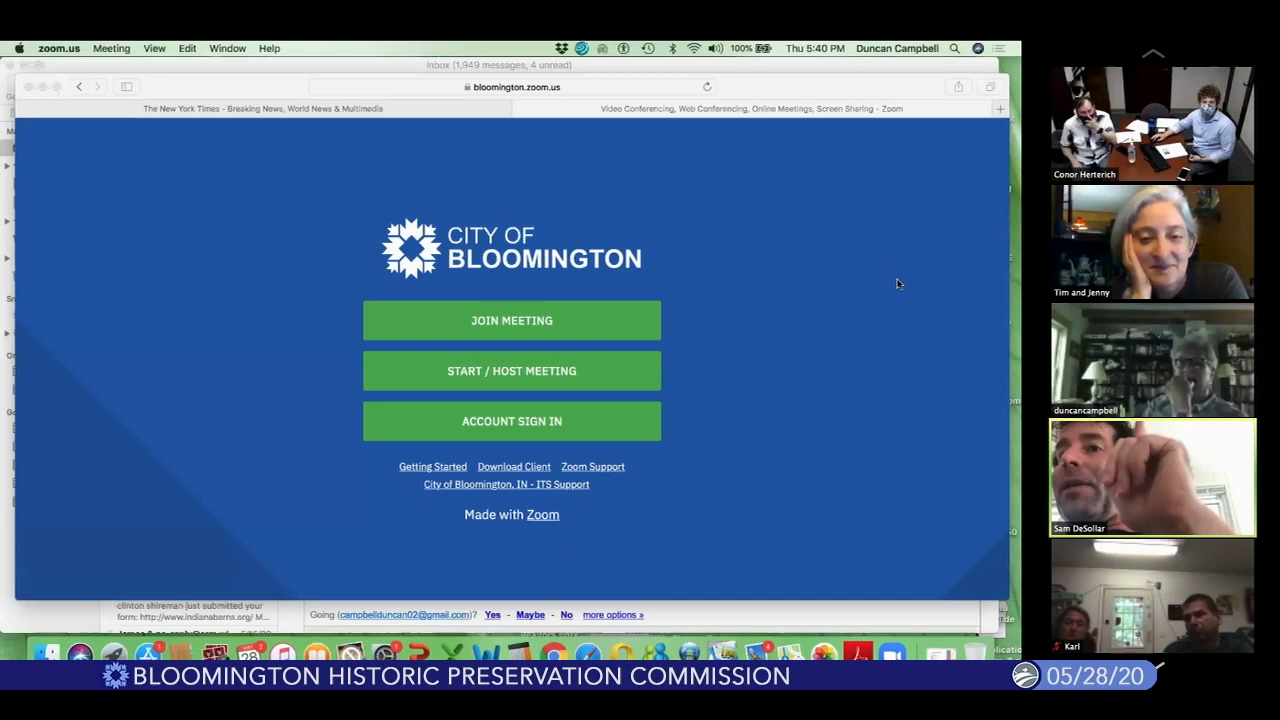 zoom.us Meeting View Edit Window Help 100% Thu 5:40 PM Duncan Campbell
Inbox (1,949 messages, 4 unread)
bloomington.zoom.us
The New York Times - Breaking News, World News & Multimedia
Video Conferencing, Web Conferencing, Online Meetings, Screen Sharing - Zoom
CITY OF
BLOOMINGTON
JOIN MEETING
START / HOST MEETING
ACCOUNT SIGN IN
Getting Started Download Client Zoom Support
City of Bloomington, IN - ITS Support
Made with Zoom
clinton shireman just submitted your
form: http://www.indianabarns.org/ M...
Going (campbellduncan02@gmail.com)? Yes - Maybe - No more options »
Conor Herterich
Tim and Jenny
duncancampbell
Sam DeSollar
Karl
BLOOMINGTON HISTORIC PRESERVATION COMMISSION
05/28/20